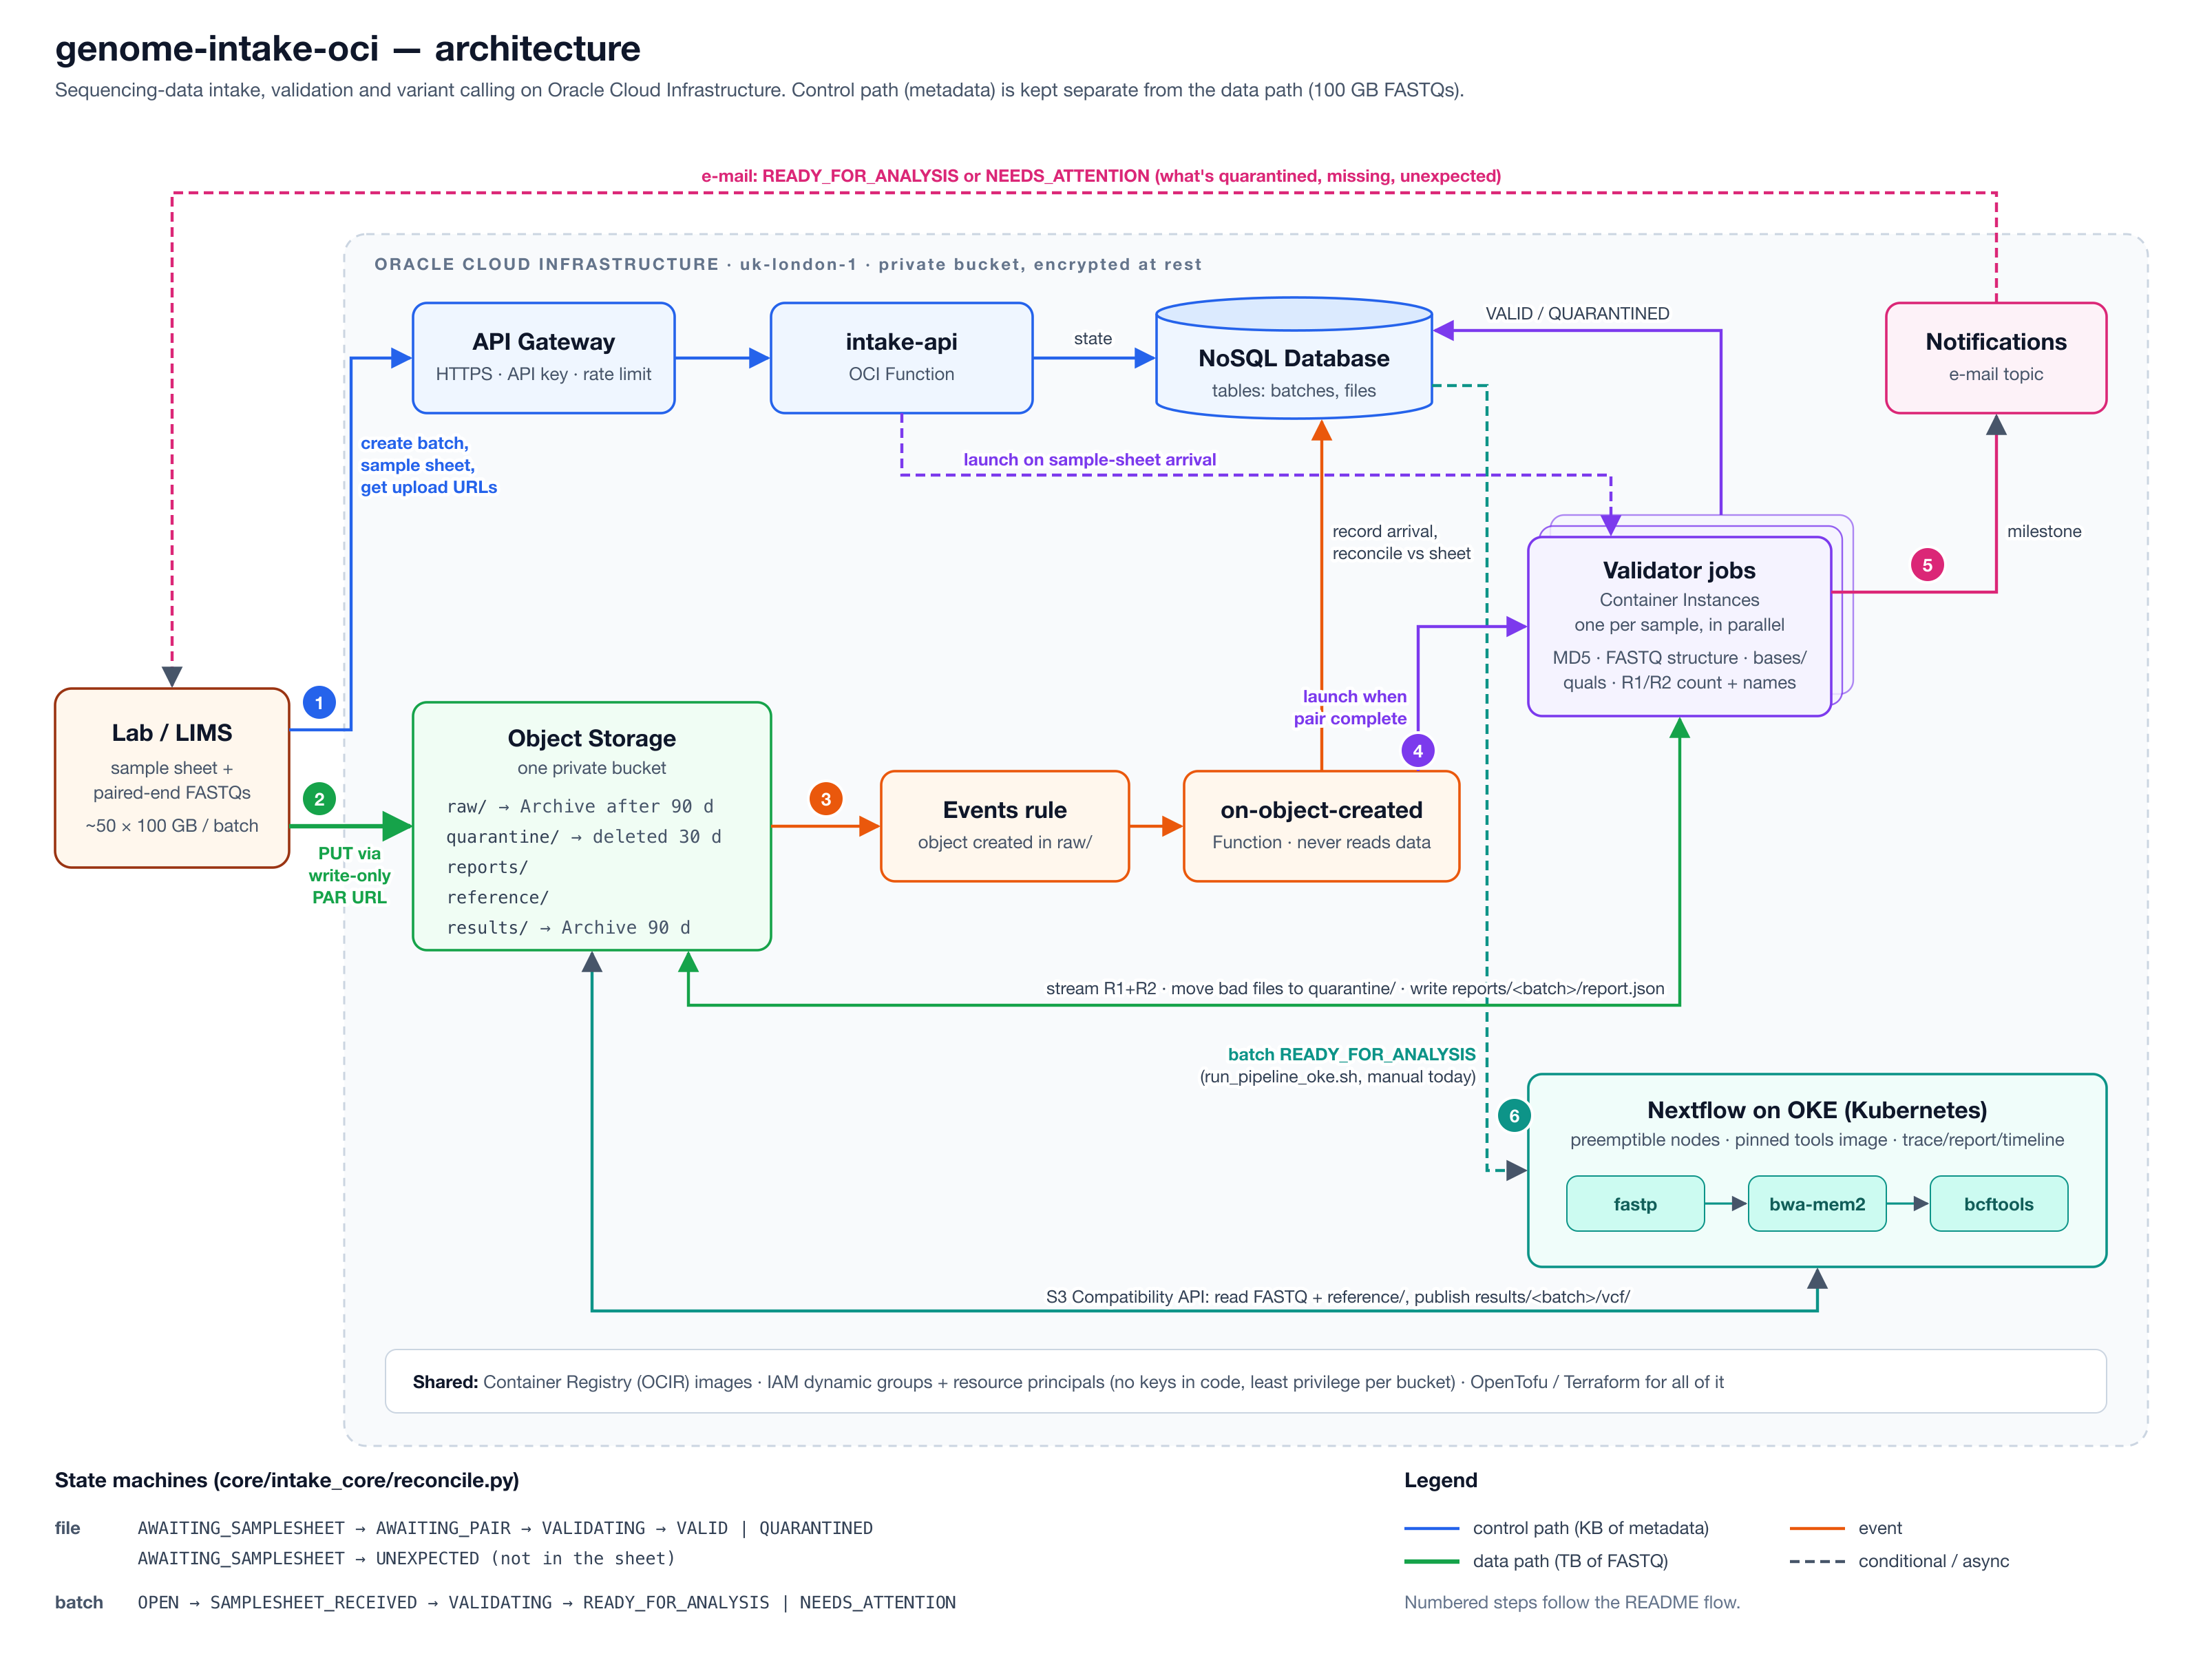 genome-intake-oci — architecture
Sequencing-data intake, validation and variant calling on Oracle Cloud Infrastructure. Control path (metadata) is kept separate from the data path (100 GB FASTQs).
e-mail: READY_FOR_ANALYSIS or NEEDS_ATTENTION (what's quarantined, missing, unexpected)
ORACLE CLOUD INFRASTRUCTURE · uk-london-1 · private bucket, encrypted at rest
API Gateway
HTTPS · API key · rate limit
intake-api
OCI Function
state
NoSQL Database
tables: batches, files
VALID / QUARANTINED
Notifications
e-mail topic
create batch,
sample sheet,
get upload URLs
launch on sample-sheet arrival
record arrival,
reconcile vs sheet
milestone
5
Validator jobs
Container Instances
one per sample, in parallel
MD5 · FASTQ structure · bases/
quals · R1/R2 count + names
launch when
pair complete
4
1
Lab / LIMS
sample sheet +
paired-end FASTQs
~50 × 100 GB / batch
2
PUT via
write-only
PAR URL
Object Storage
one private bucket
raw/ → Archive after 90 d
quarantine/ → deleted 30 d
reports/
reference/
results/ → Archive 90 d
3
Events rule
object created in raw/
on-object-created
Function · never reads data
stream R1+R2 · move bad files to quarantine/ · write reports/<batch>/report.json
batch READY_FOR_ANALYSIS
(run_pipeline_oke.sh, manual today)
6
Nextflow on OKE (Kubernetes)
preemptible nodes · pinned tools image · trace/report/timeline
fastp
bwa-mem2
bcftools
S3 Compatibility API: read FASTQ + reference/, publish results/<batch>/vcf/
Shared: Container Registry (OCIR) images · IAM dynamic groups + resource principals (no keys in code, least privilege per bucket) · OpenTofu / Terraform for all of it
State machines (core/intake_core/reconcile.py)
file AWAITING_SAMPLESHEET → AWAITING_PAIR → VALIDATING → VALID | QUARANTINED
AWAITING_SAMPLESHEET → UNEXPECTED (not in the sheet)
batch OPEN → SAMPLESHEET_RECEIVED → VALIDATING → READY_FOR_ANALYSIS | NEEDS_ATTENTION
Legend
control path (KB of metadata)
event
data path (TB of FASTQ)
conditional / async
Numbered steps follow the README flow.